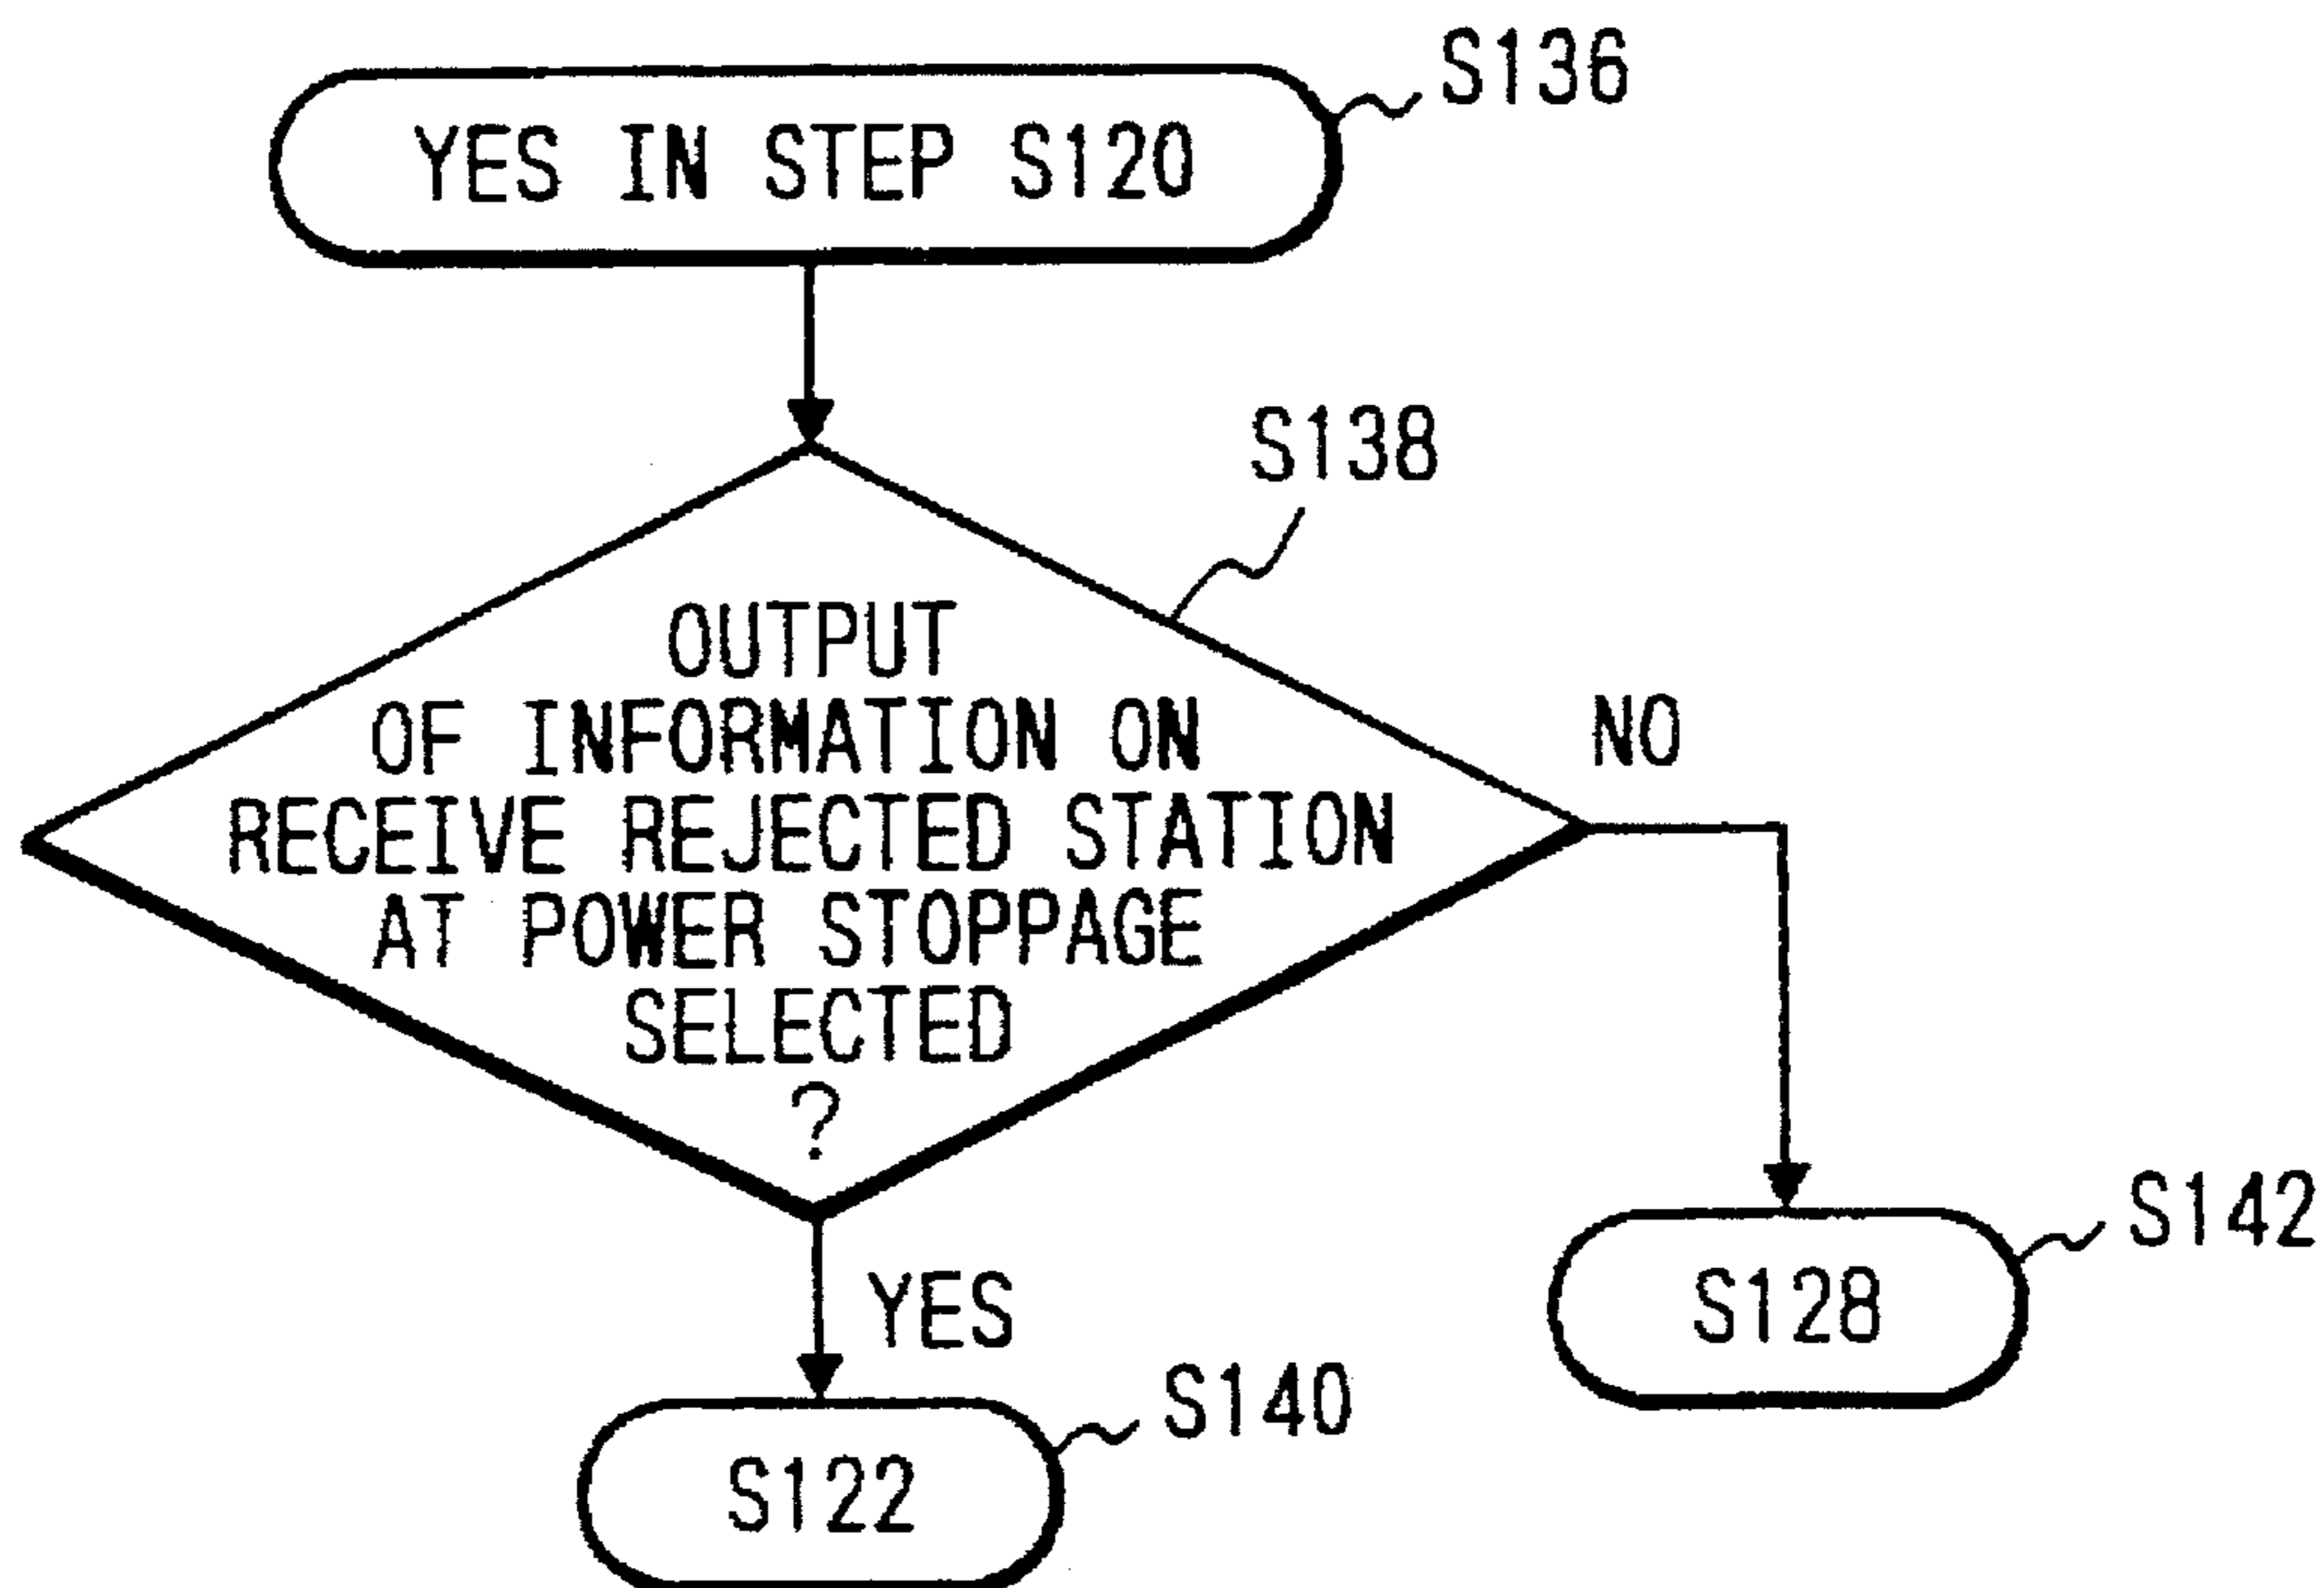 S136
YES IN STEP S120
S138
OUTPUT
OF INFORMATION ON
RECEIVE REJECTED STATION
AT POWER STOPPAGE
SELECTED
?
NO
YES
S142
S128
S140
S122